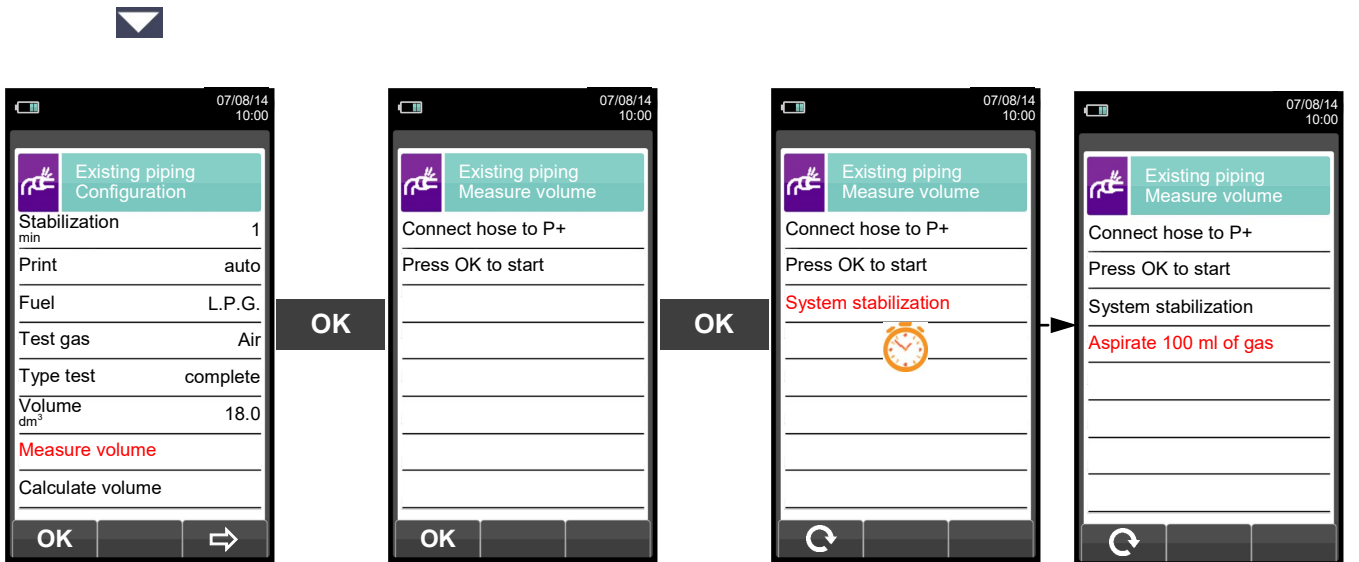 07/08/14
10:00
Existing piping
Configuration
Stabilization
min
1
Print auto
Fuel L.P.G.
Test gas Air
Type test complete
Volume
dm³
18.0
Measure volume
Calculate volume
OK
OK
07/08/14
10:00
Existing piping
Measure volume
Connect hose to P+
Press OK to start
OK
OK
07/08/14
10:00
Existing piping
Measure volume
Connect hose to P+
Press OK to start
System stabilization
07/08/14
10:00
Existing piping
Measure volume
Connect hose to P+
Press OK to start
System stabilization
Aspirate 100 ml of gas